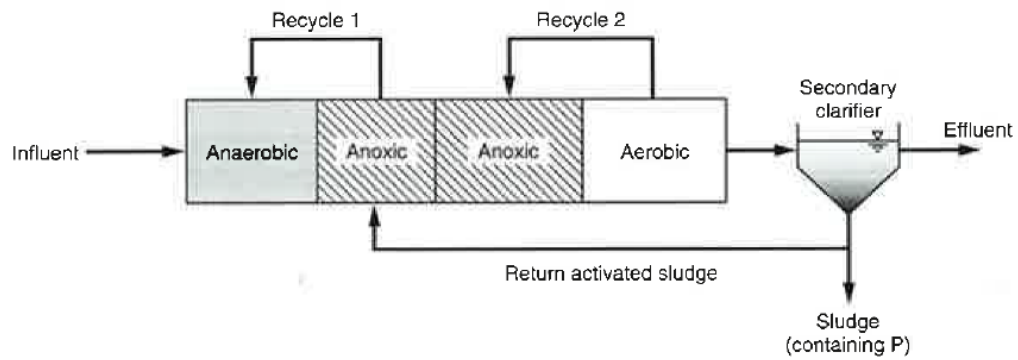 Recycle 1
Recycle 2
Secondary
clarifier
Influent
Anaerobic
Anoxic
Anoxic
Aerobic
Effluent
Return activated sludge
Sludge
(containing P)